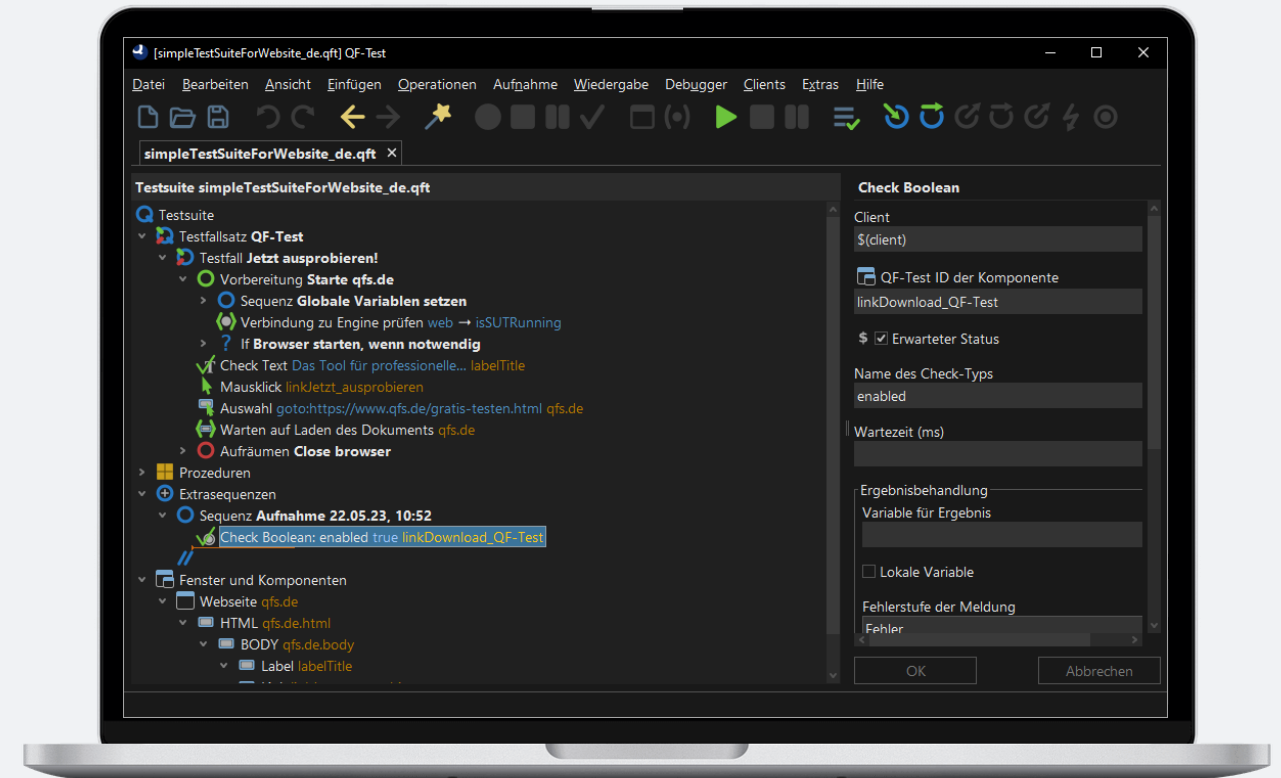 [simpleTestSuiteForWebsite_de.qft] QF-Test
Datei Bearbeiten Ansicht Einfügen Operationen Aufnahme Wiedergabe Debugger Clients Extras Hilfe
simpleTestSuiteForWebsite_de.qft
Testsuite simpleTestSuiteForWebsite_de.qft
Testsuite
Testfallsatz QF-Test
Testfall Jetzt ausprobieren!
Vorbereitung Starte qfs.de
Sequenz Globale Variablen setzen
Verbindung zu Engine prüfen web → isSUTRunning
If Browser starten, wenn notwendig
Check Text Das Tool für professionelle... labelTitle
Mausklick linkJetzt_ausprobieren
Auswahl goto:https://www.qfs.de/gratis-testen.html qfs.de
Warten auf Laden des Dokuments qfs.de
Aufräumen Close browser
Prozeduren
Extrasequenzen
Sequenz Aufnahme 22.05.23, 10:52
Check Boolean: enabled true linkDownload_QF-Test
Fenster und Komponenten
Webseite qfs.de
HTML qfs.de.html
BODY qfs.de.body
Label labelTitle
Check Boolean
Client
$(client)
QF-Test ID der Komponente
linkDownload_QF-Test
$ Erwarteter Status
Name des Check-Typs
enabled
Wartezeit (ms)
Ergebnisbehandlung
Variable für Ergebnis
Lokale Variable
Fehlerstufe der Meldung
Fehler
OK Abbrechen